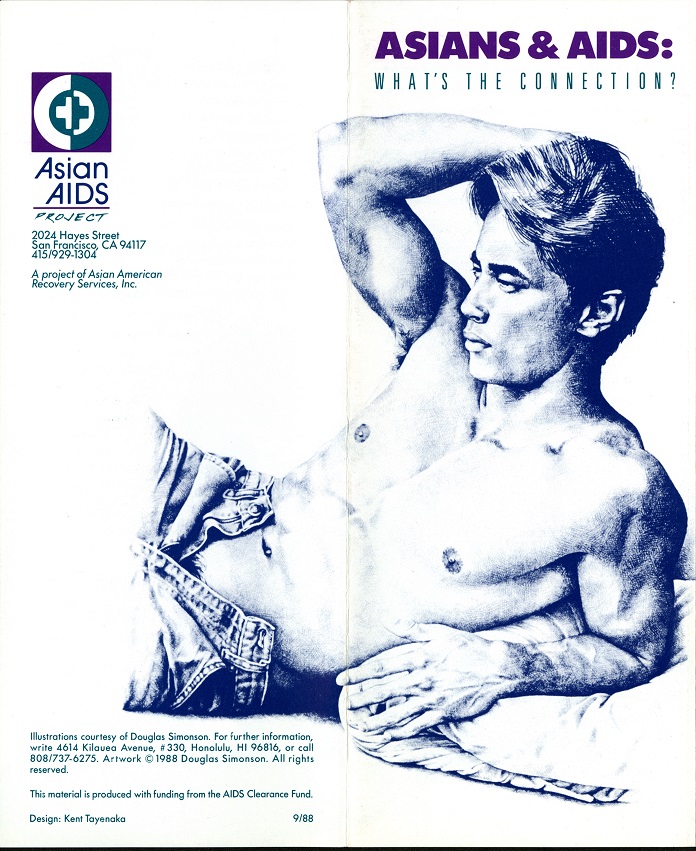 ASIANS & AIDS:
WHAT'S THE CONNECTION?
Asian
AIDS
PROJECT
2024 Hayes Street
San Francisco, CA 94117
415/929-1304
A project of Asian American
Recovery Services, Inc.
Illustrations courtesy of Douglas Simonson. For further information,
write 4614 Kilauea Avenue, #330, Honolulu, HI 96816, or call
808/737-6275. Artwork ©1988 Douglas Simonson. All rights
reserved.
This material is produced with funding from the AIDS Clearance Fund.
Design: Kent Tayenaka 9/88